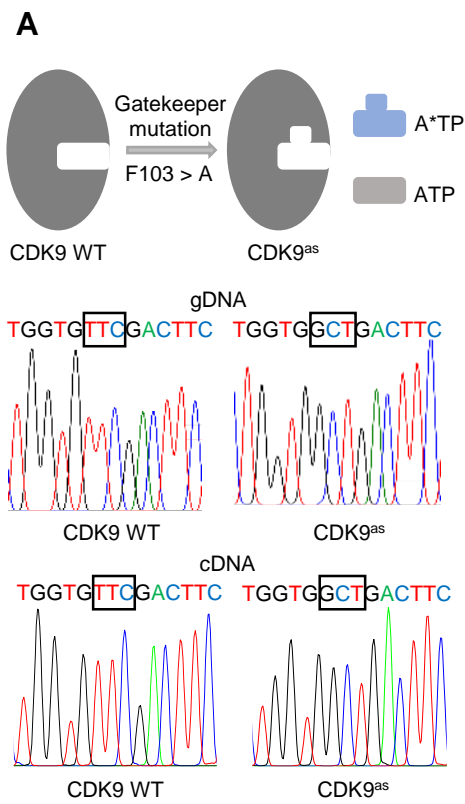 A
Gatekeeper
mutation
F103 > A
A*TP
ATP
CDK9 WT
CDK9as
gDNA
TGGTGTTCGACTTC
TGGTGGCTGACTTC
CDK9 WT
CDK9as
cDNA
TGGTGTTCGACTTC
TGGTGGCTGACTTC
CDK9 WT
CDK9as